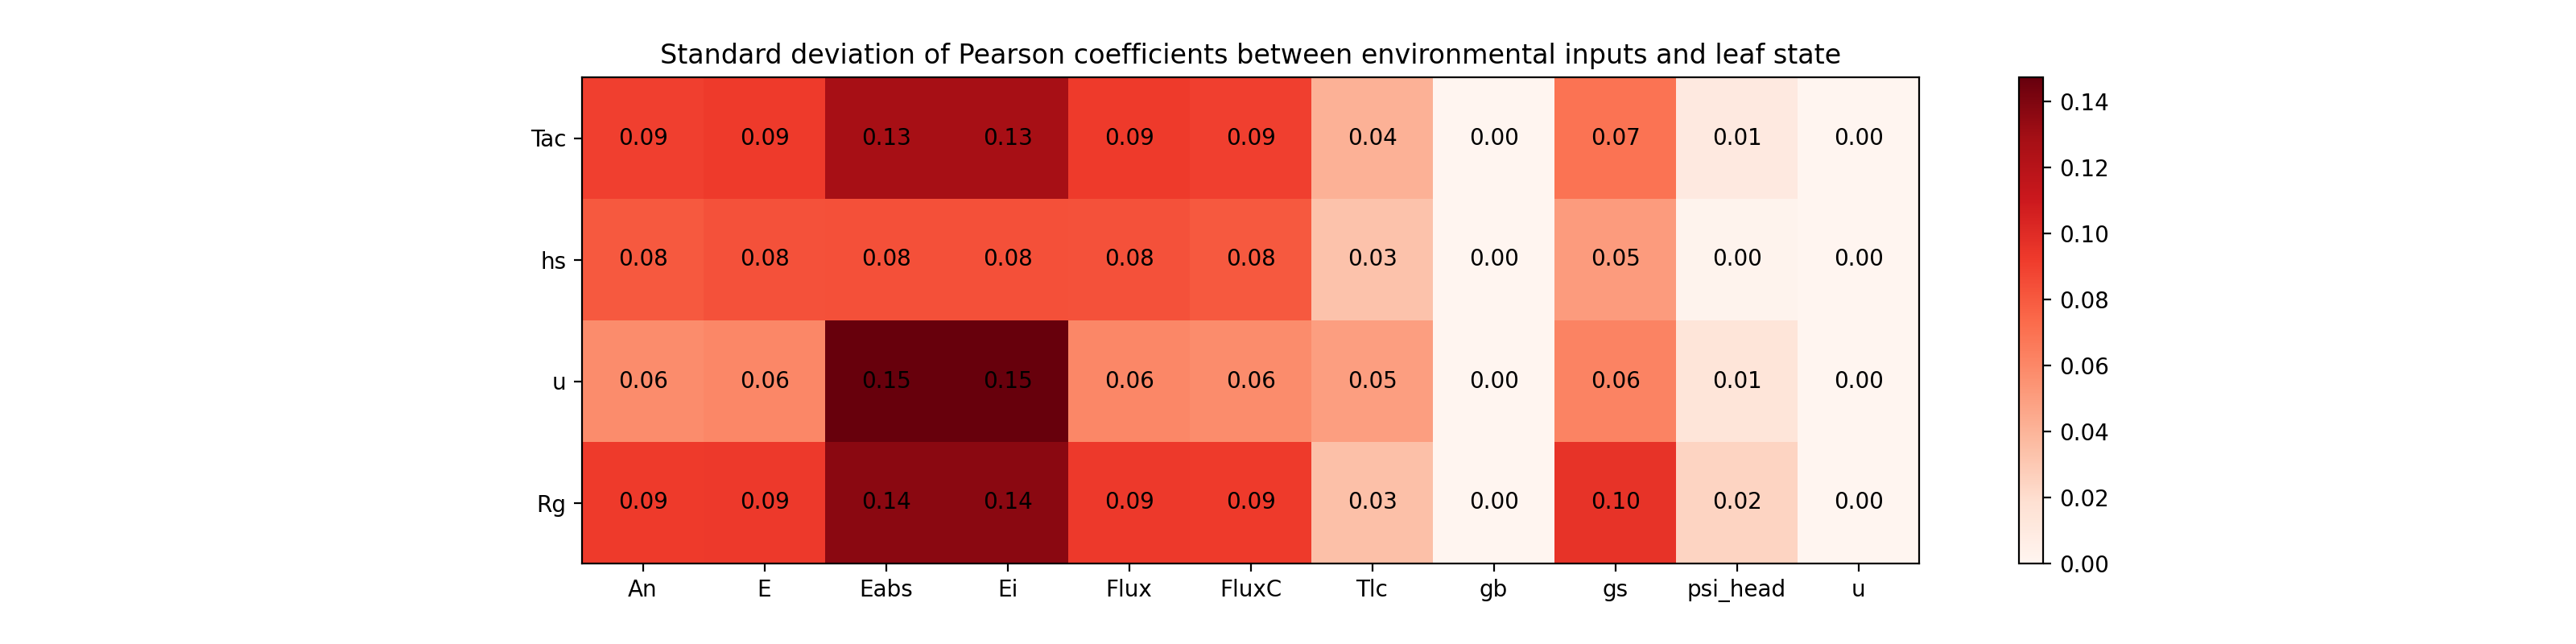 Standard deviation of Pearson coefficients between environmental inputs and leaf state
Tac 0.09 0.09 0.13 0.13 0.09 0.09 0.04 0.00 0.07 0.01 0.00
hs 0.08 0.08 0.08 0.08 0.08 0.08 0.03 0.00 0.05 0.00 0.00
u 0.06 0.06 0.15 0.15 0.06 0.06 0.05 0.00 0.06 0.01 0.00
Rg 0.09 0.09 0.14 0.14 0.09 0.09 0.03 0.00 0.10 0.02 0.00
An E Eabs Ei Flux FluxC Tlc gb gs psi_head u
0.14
0.12
0.10
0.08
0.06
0.04
0.02
0.00